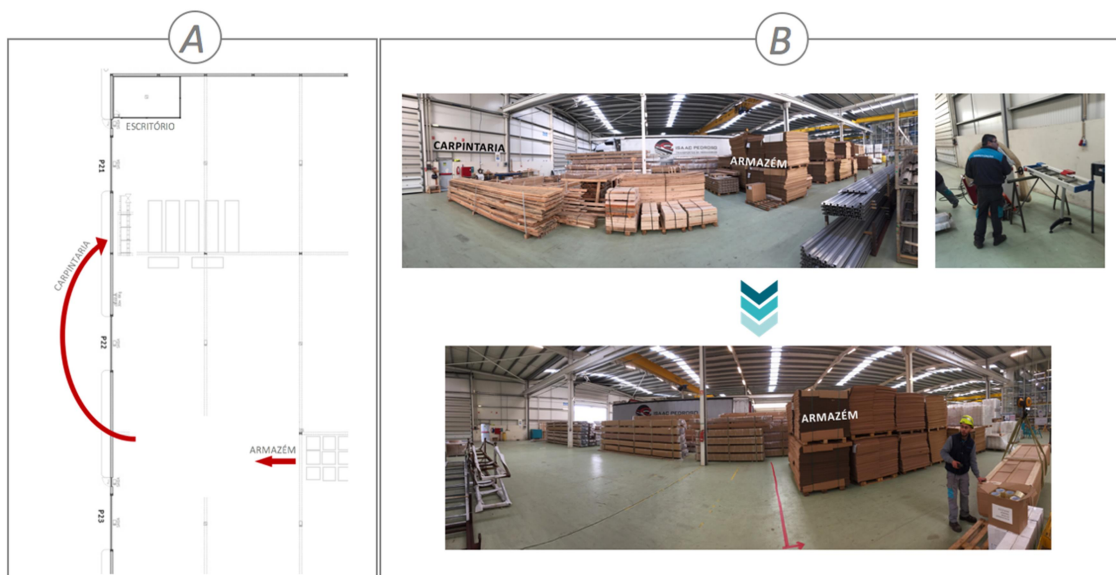 A
B
ESCRITÓRIO
P21
CARPINTARIA
P22
ARMAZÉM
P23
CARPINTARIA
ARMAZÉM
ARMAZÉM